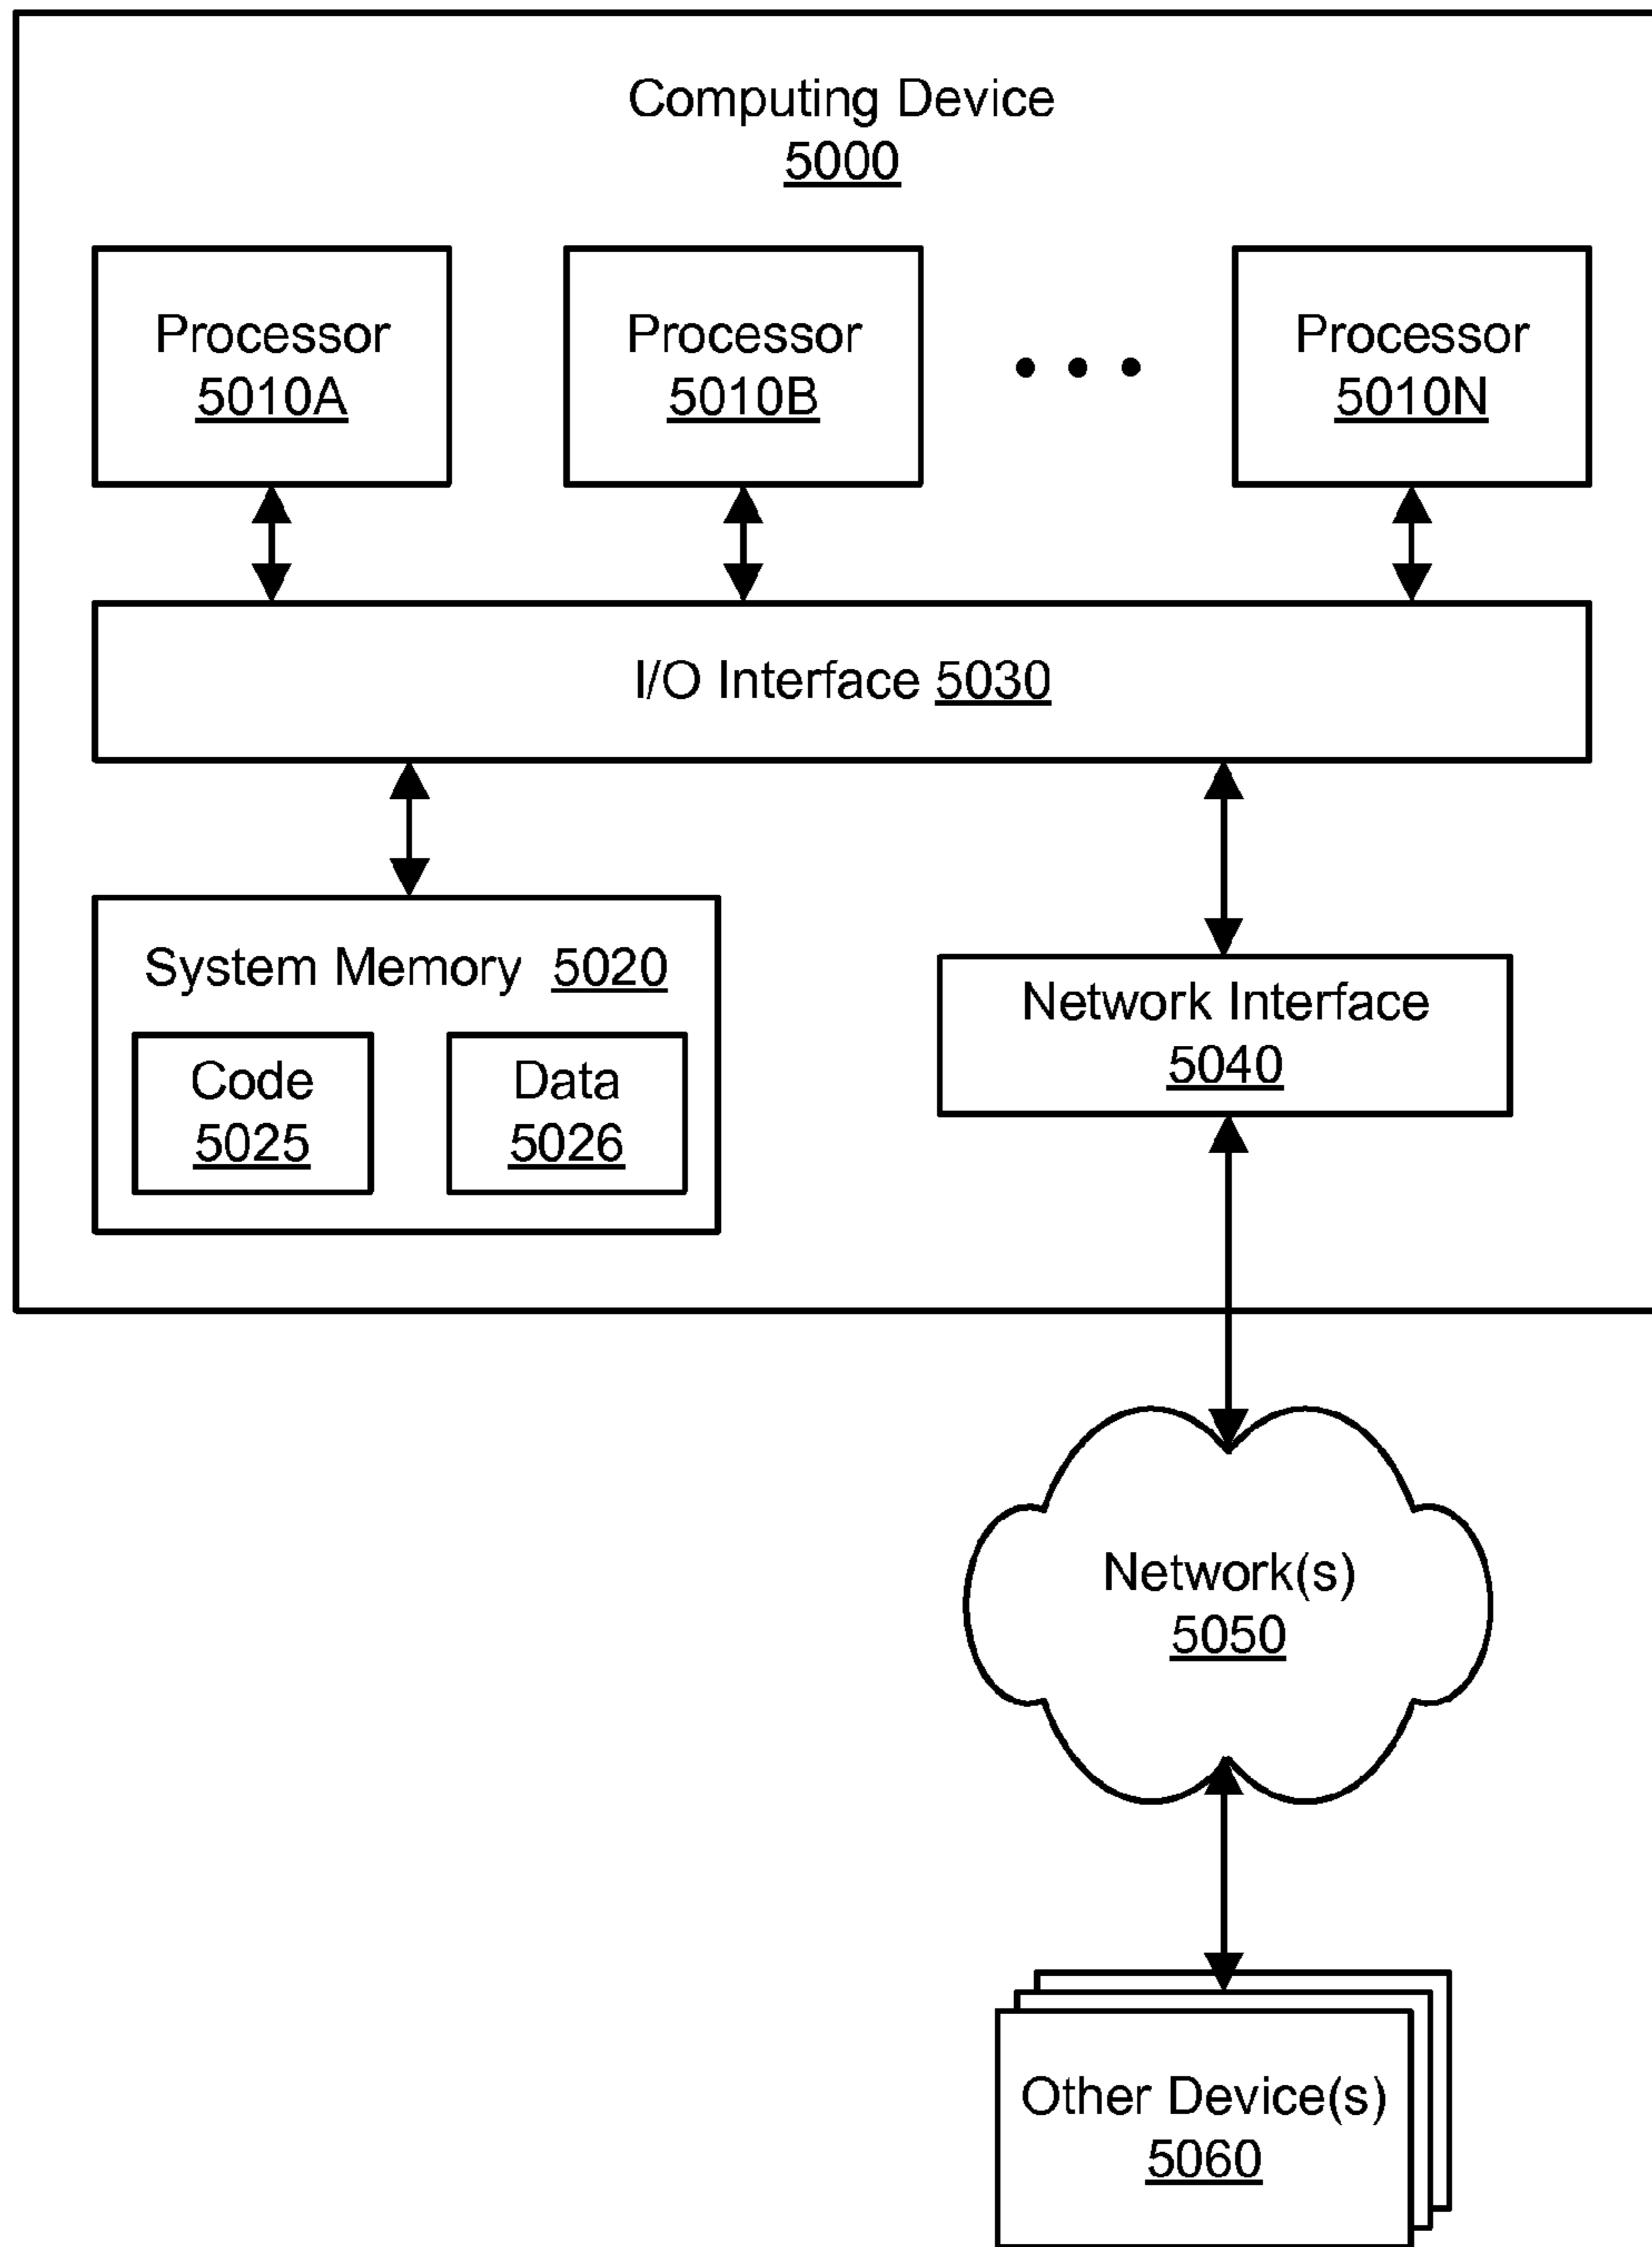 Computing Device
5000
Processor
5010A
Processor
5010B
Processor
5010N
I/O Interface 5030
System Memory 5020
Code
5025
Data
5026
Network Interface
5040
Network(s)
5050
Other Device(s)
5060